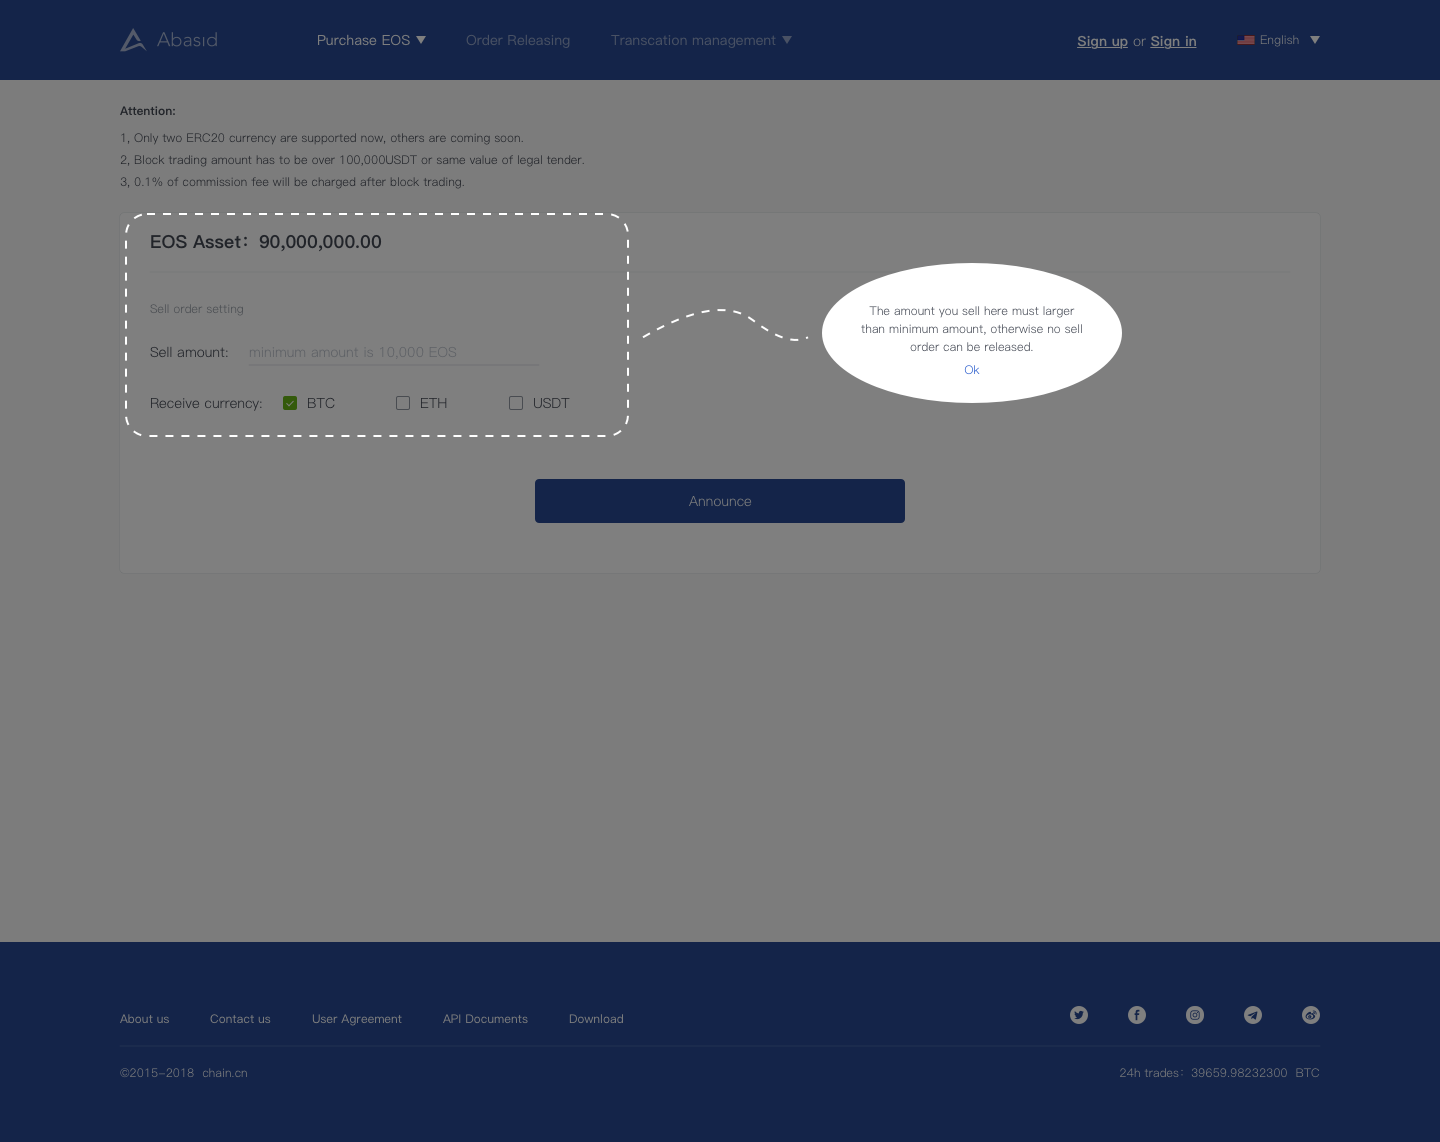 Abasid
Purchase EOS
Order Releasing
Transcation management
Sign up or Sign in
English
Attention:
1, Only two ERC20 currency are supported now, others are coming soon.
2, Block trading amount has to be over 100,000USDT or same value of legal tender.
3, 0.1% of commission fee will be charged after block trading.
EOS Asset： 90,000,000.00
Sell order setting
Sell amount: minimum amount is 10,000 EOS
Receive currency: BTC ETH USDT
The amount you sell here must larger
than minimum amount, otherwise no sell
order can be released.
Ok
Announce
About us
Contact us
User Agreement
API Documents
Download
©2015-2018 chain.cn
24h trades： 39659.98232300 BTC